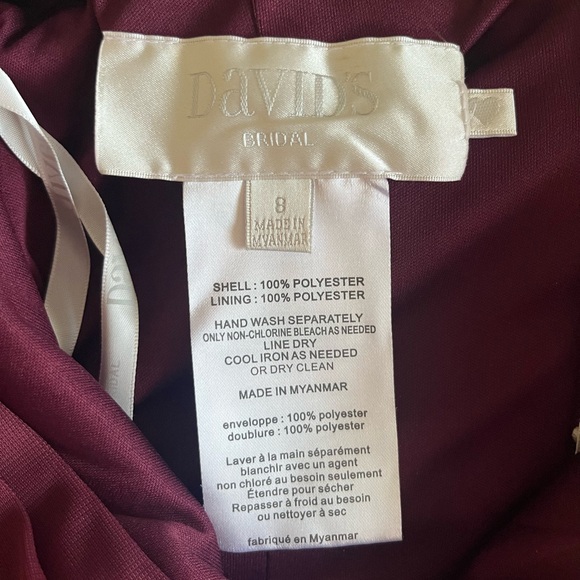 DaVID'S
BRIDAL
8
MADE IN
MYANMAR
SHELL : 100% POLYESTER
LINING : 100% POLYESTER
HAND WASH SEPARATELY
ONLY NON-CHLORINE BLEACH AS NEEDED
LINE DRY
COOL IRON AS NEEDED
OR DRY CLEAN
MADE IN MYANMAR
enveloppe : 100% polyester
doublure : 100% polyester
Laver à la main séparément
blanchir avec un agent
non chloré au besoin seulement
Étendre pour sécher
Repasser à froid au besoin
ou nettoyer à sec
fabriqué en Myanmar
Da
BRIDAL